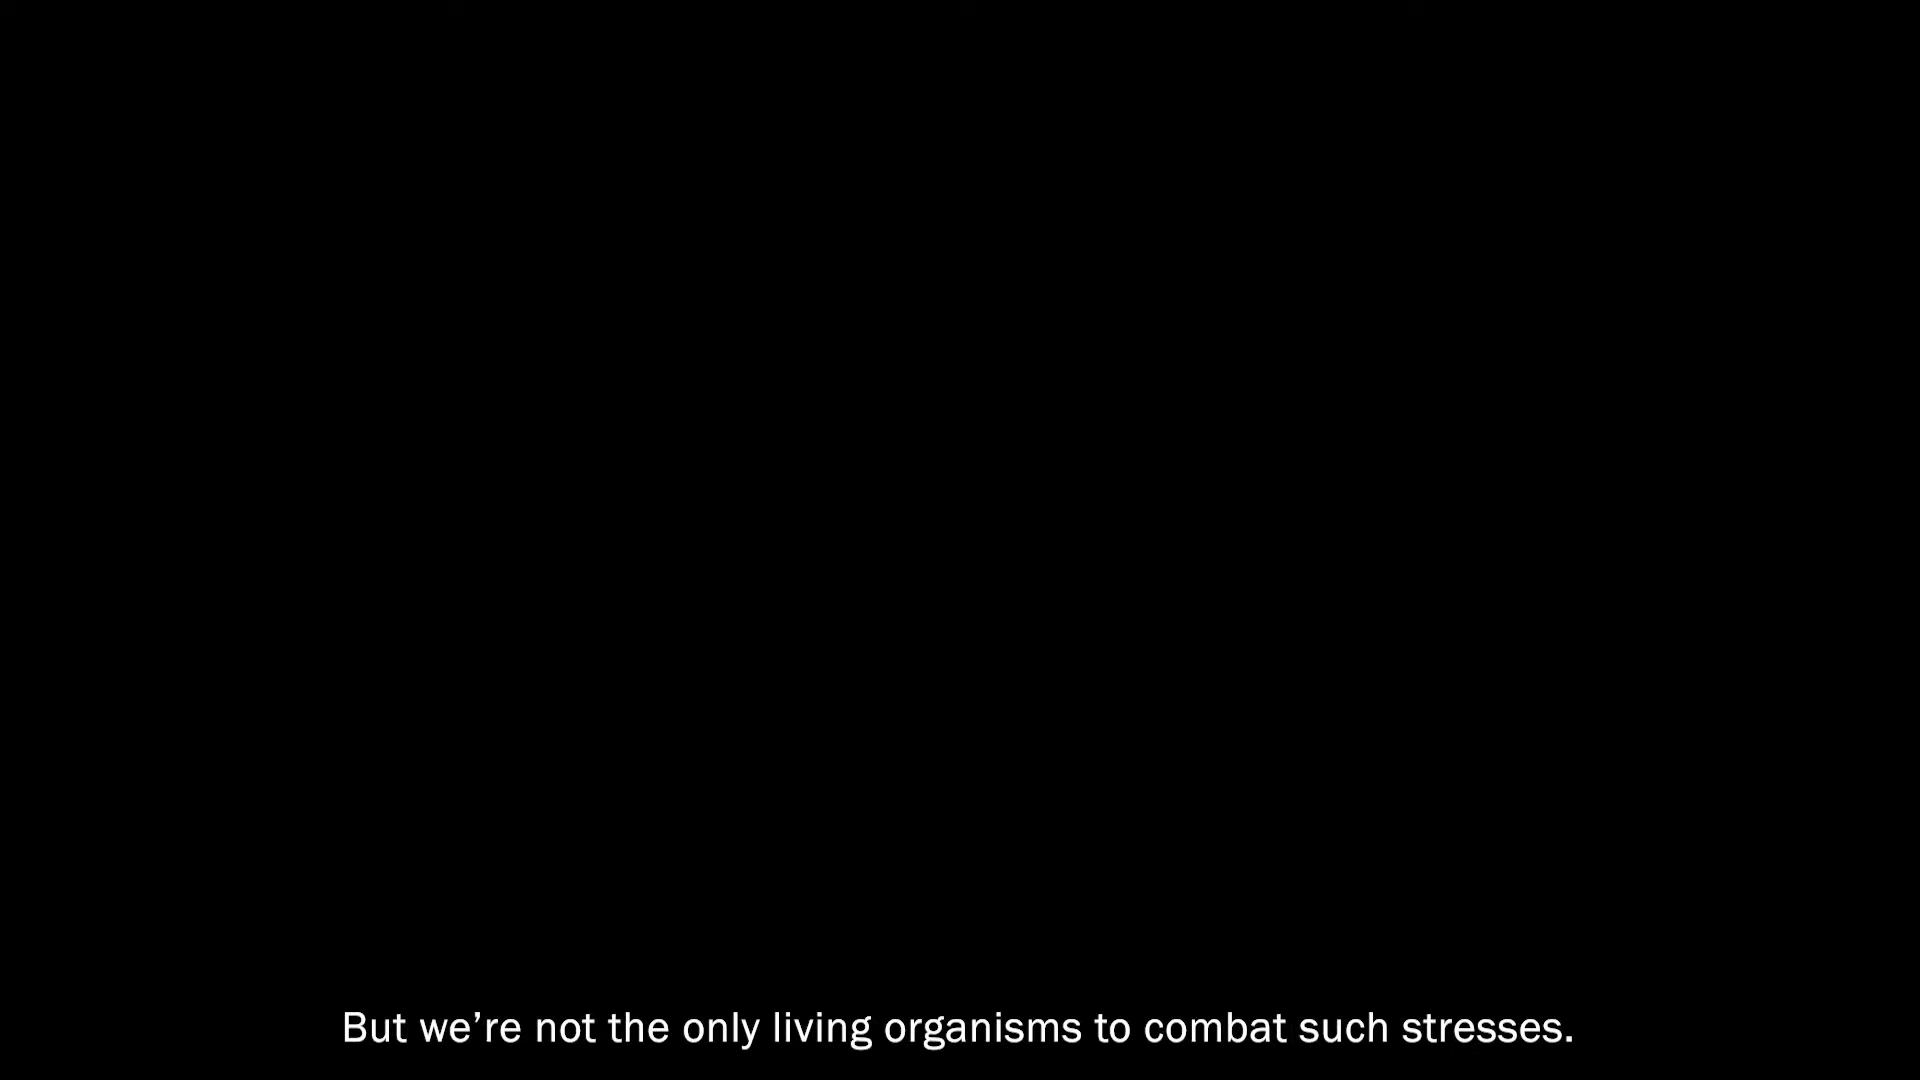 But we’re not the only living organisms to combat such stresses.